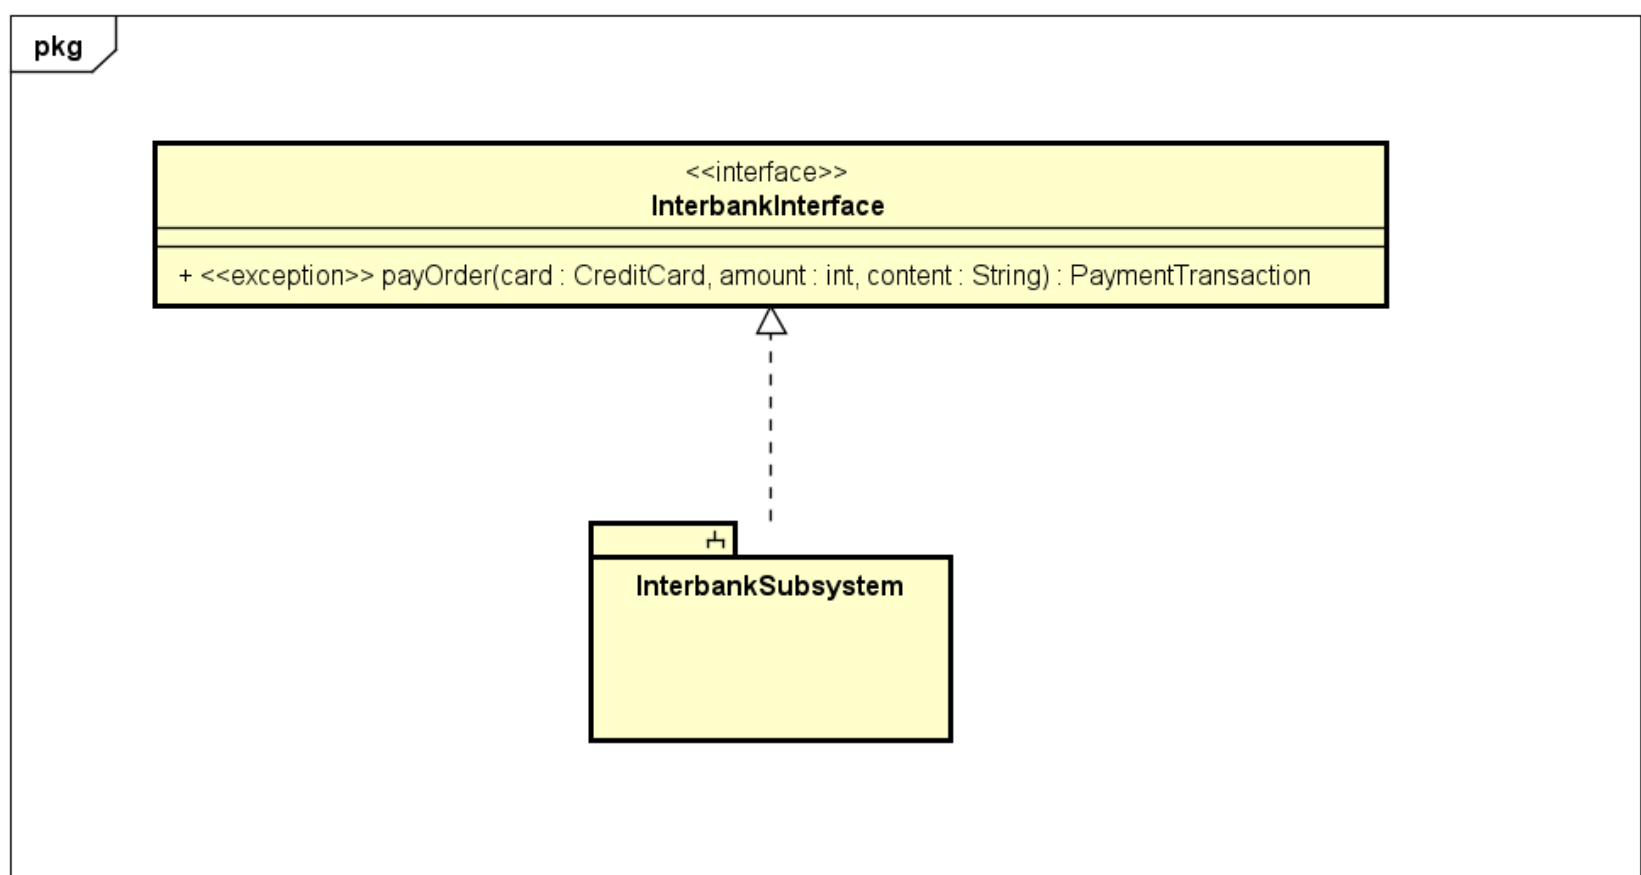 pkg
<<interface>>
InterbankInterface
+ <<exception>> payOrder(card : CreditCard, amount : int, content : String) : PaymentTransaction
InterbankSubsystem